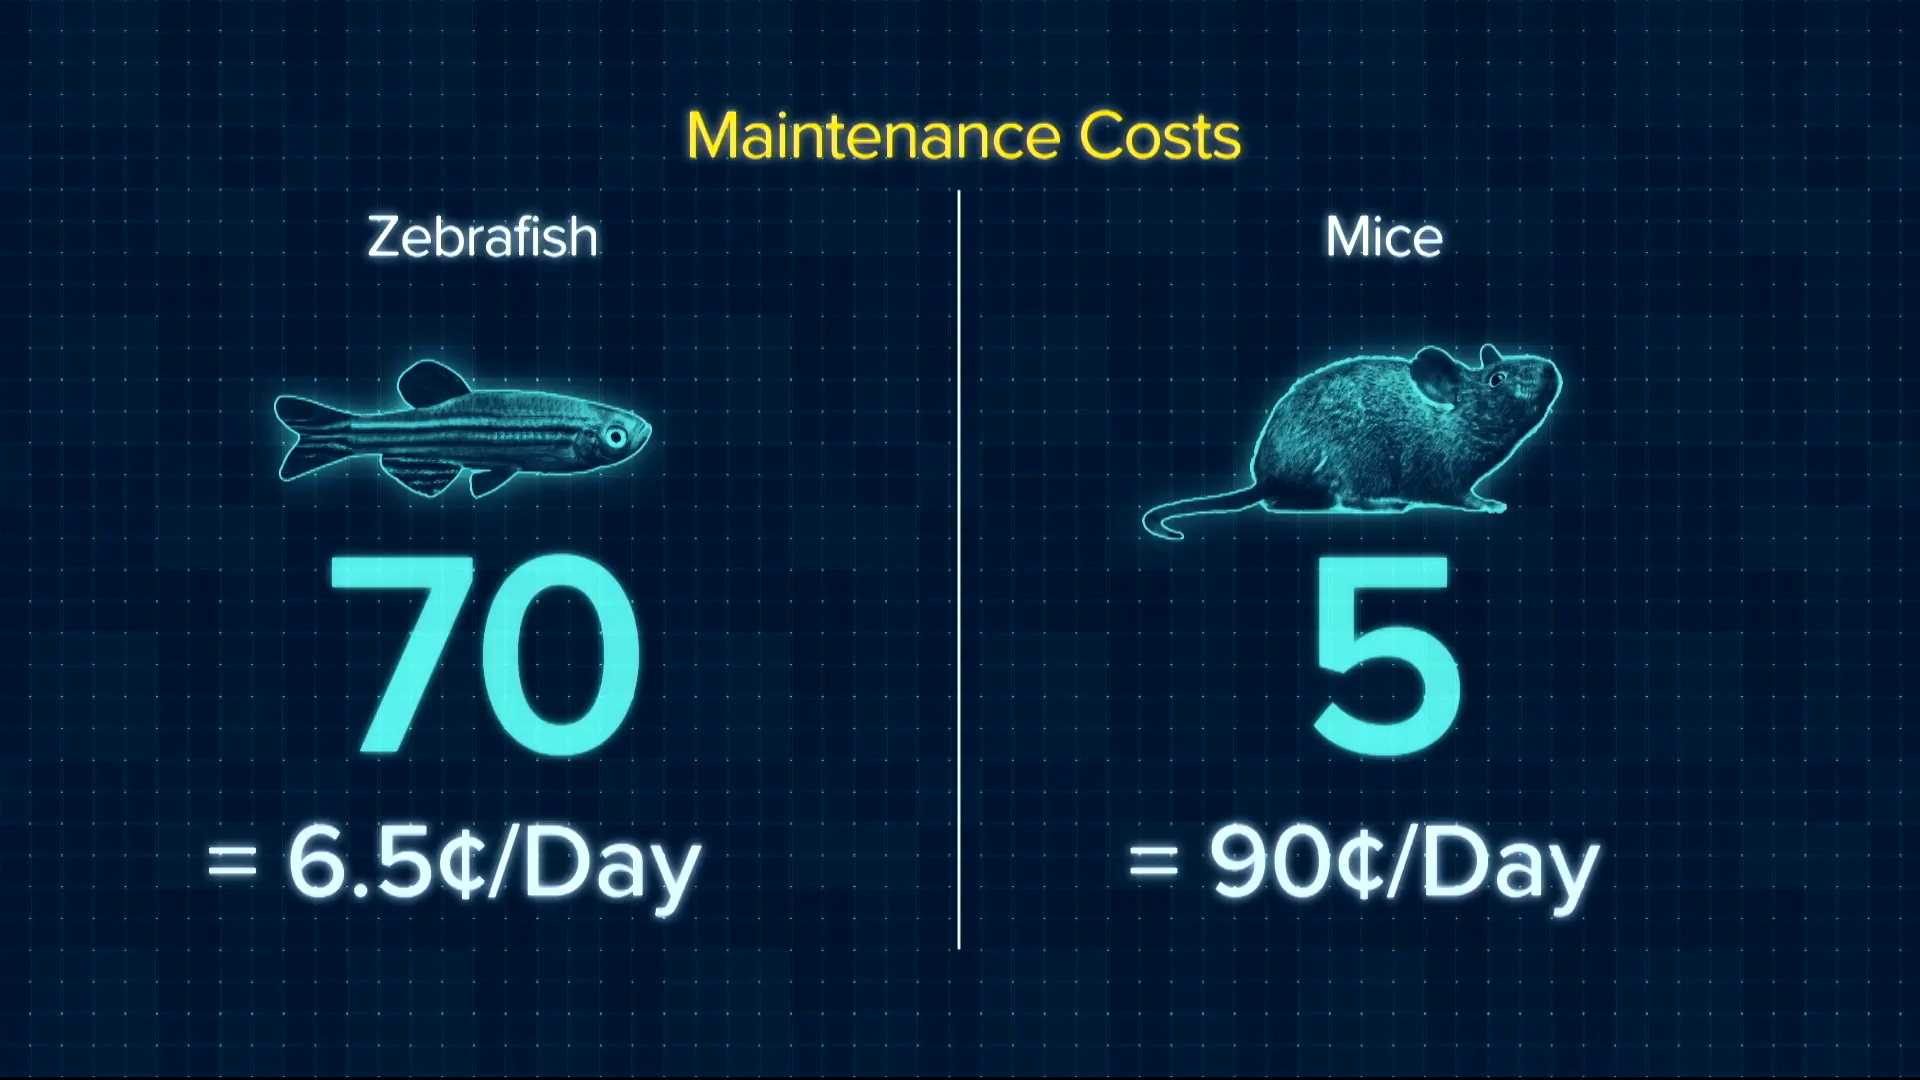 Maintenance Costs
Zebrafish
70
= 6.5¢/Day
Mice
5
= 90¢/Day